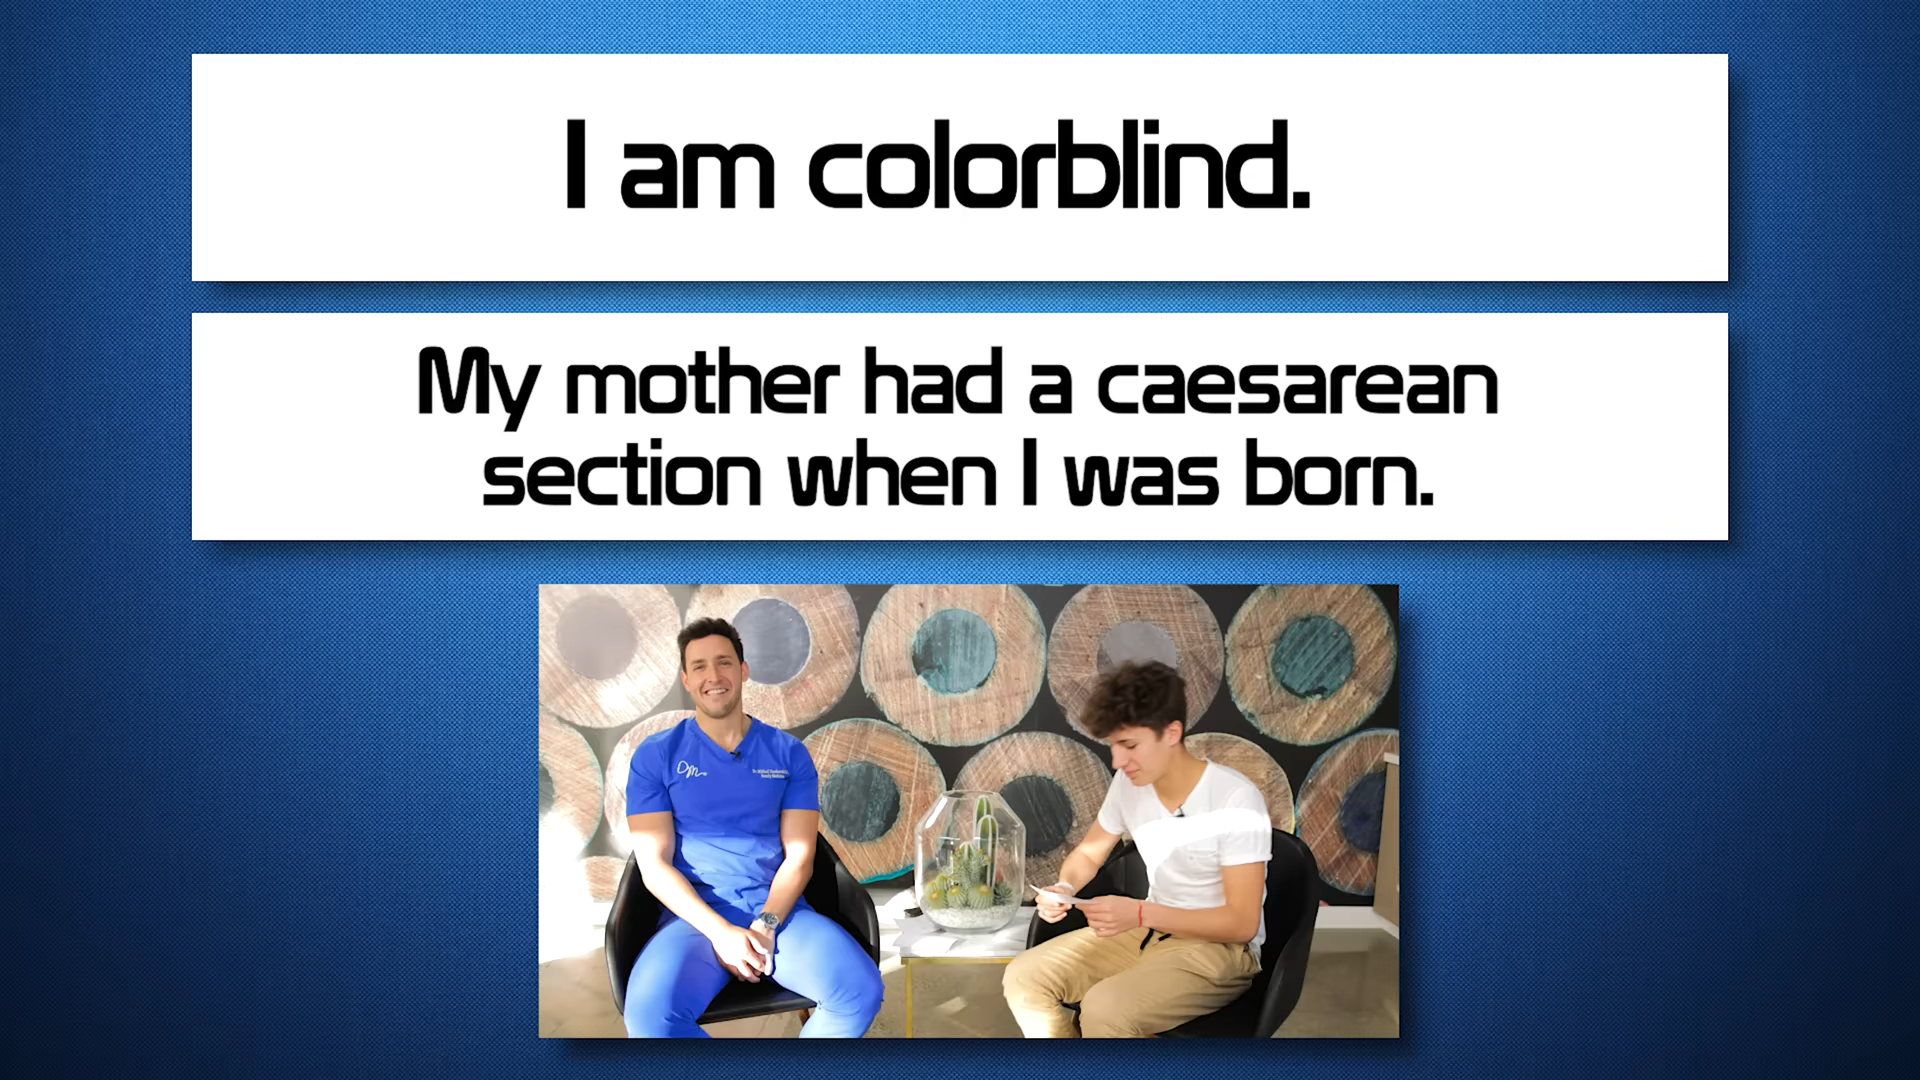 I am colorblind.
My mother had a caesarean
section when I was born.